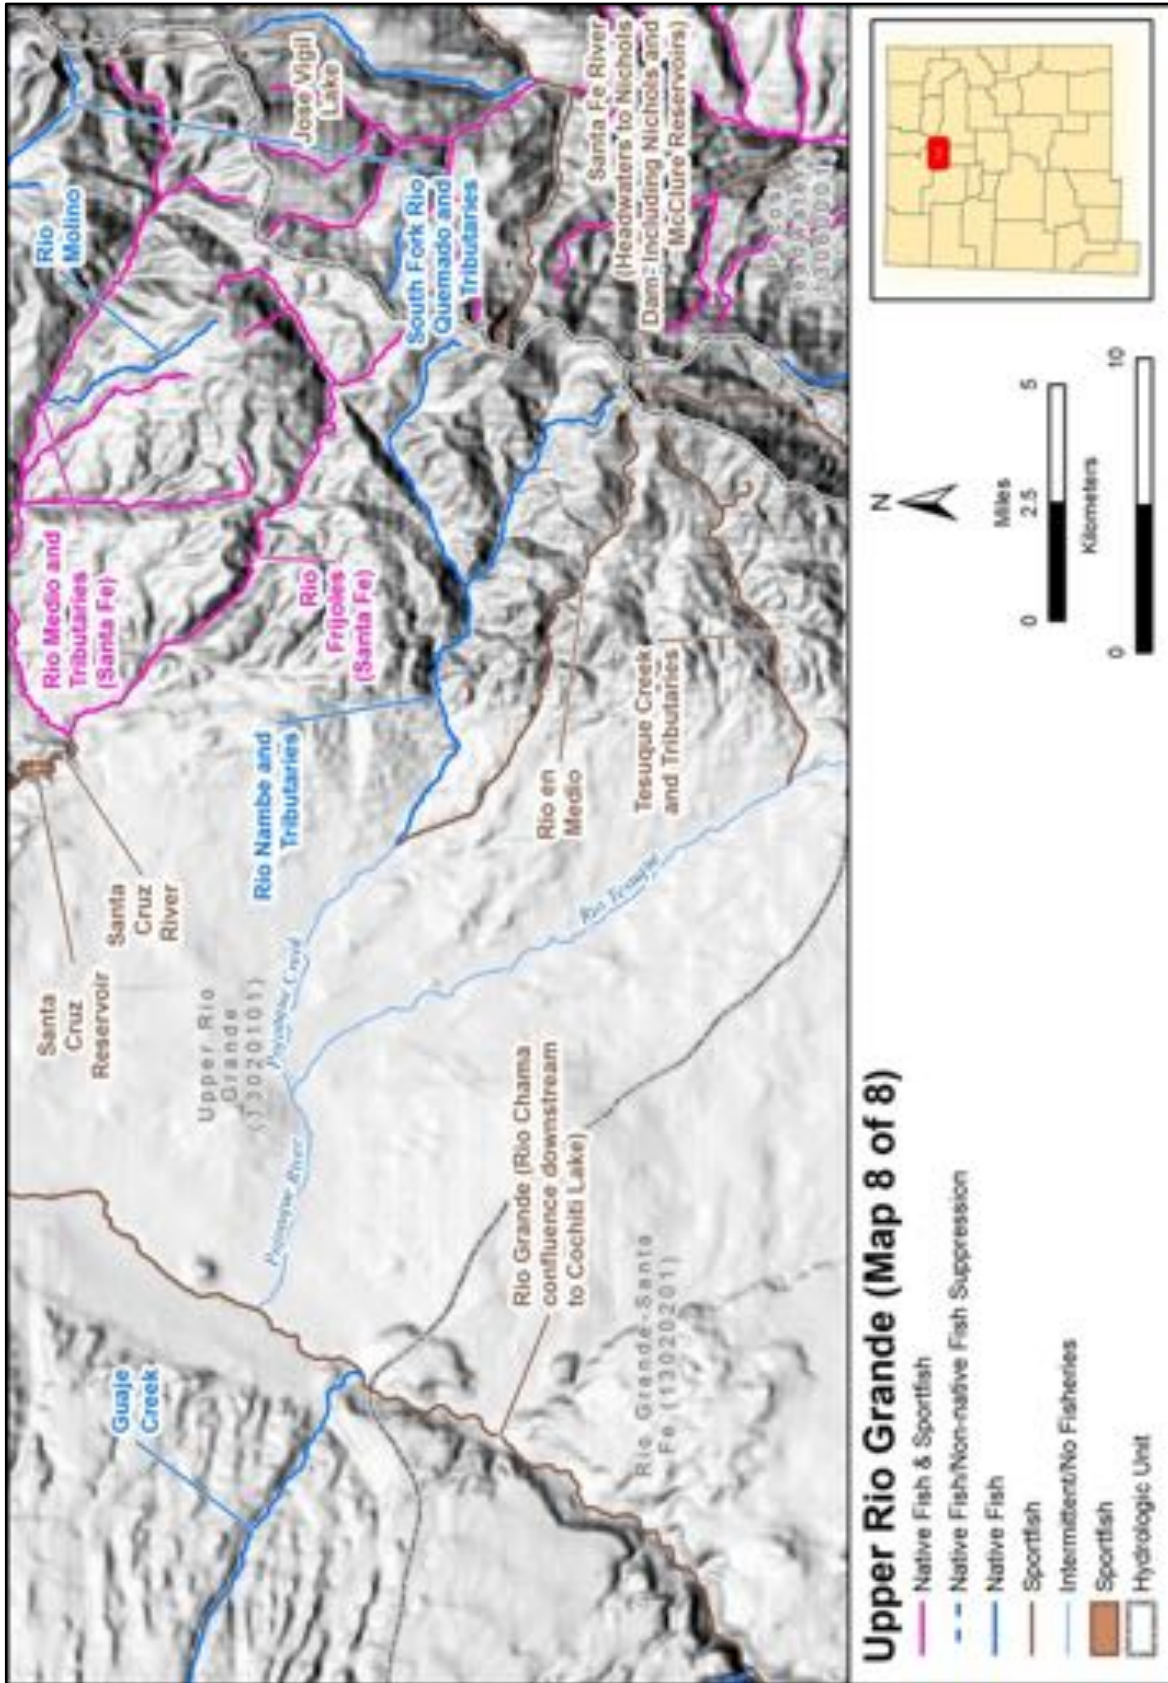 Guaje
Creek
Santa
Cruz
Reservoir
Santa
Cruz
River
Rio Medio and
Tributaries
(Santa Fe)
Rio
Molino
Jose Vigil
Lake
Upper Rio
Grande
(13020101)
Rio Nambe and
Tributaries
Rio
Frijoles
(Santa Fe)
South Fork Rio
Quemado and
Tributaries
Pojoaque River
Pojoaque Creek
Rio Grande (Rio Chama
confluence downstream
to Cochiti Lake)
Rio Tesuque
Rio en
Medio
Tesuque Creek
and Tributaries
Santa Fe River
(Headwaters to Nichols
Dam- Including Nichols and
McClure Reservoirs)
Rio Grande-Santa
Fe (13020201)
Pecos
Headwaters
(13060001)
Upper Rio Grande (Map 8 of 8)
Native Fish & Sportfish
Native Fish/Non-native Fish Suppression
Native Fish
Sportfish
Intermittent/No Fisheries
Sportfish
Hydrologic Unit
N
Miles
0 2.5 5
Kilometers
0 10